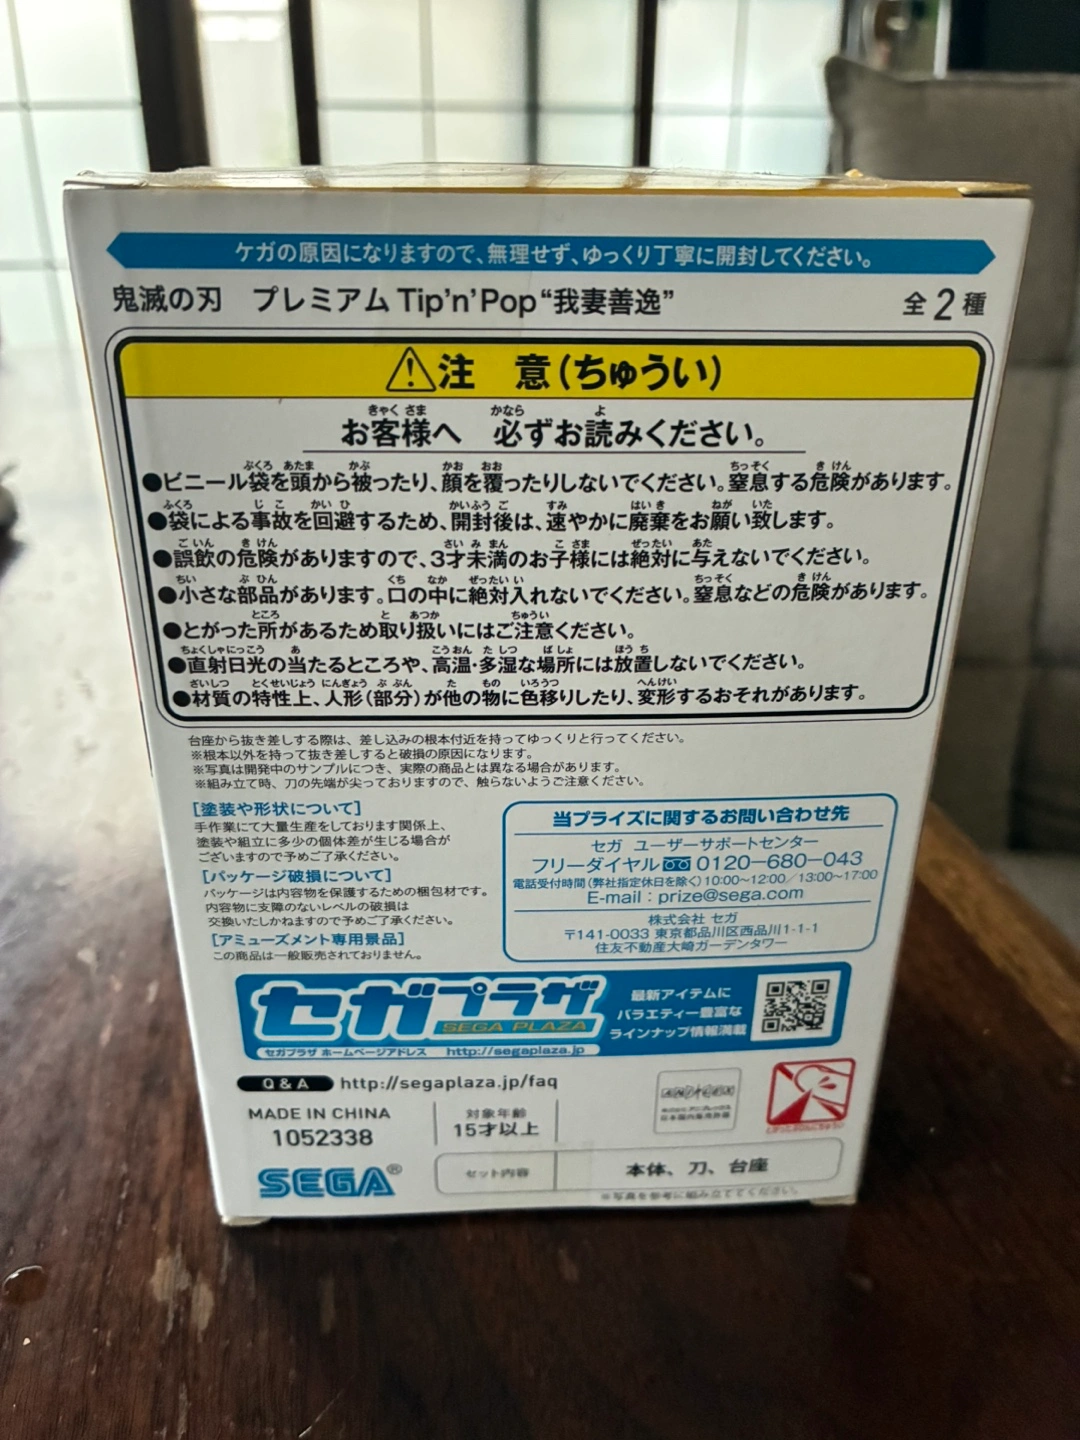 ケガの原因になりますので、無理せず、ゆっくり丁寧に開封してください。
鬼滅の刃 プレミアム Tip'n'Pop “我妻善逸” 全2種
注 意(ちゅうい)
お客様へ 必ずお読みください。
●ビニール袋を頭から被ったり、顔を覆ったりしないでください。窒息する危険があります。
●袋による事故を回避するため、開封後は、速やかに廃棄をお願い致します。
●誤飲の危険がありますので、3才未満のお子様には絶対に与えないでください。
●小さな部品があります。口の中に絶対入れないでください。窒息などの危険があります。
●とがった所があるため取り扱いにはご注意ください。
●直射日光の当たるところや、高温・多湿な場所には放置しないでください。
●材質の特性上、人形(部分)が他の物に色移りしたり、変形するおそれがあります。
台座から抜き差しする際は、差し込みの根本付近を持ってゆっくりと行ってください。
※根本以外を持って抜き差しすると破損の原因になります。
※写真は開発中のサンプルにつき、実際の商品とは異なる場合があります。
※組み立て時、刀の先端が尖っておりますので、触らないようご注意ください。
[塗装や形状について]
手作業にて大量生産をしております関係上、
塗装や組立に多少の個体差が生じる場合が
ございますので予めご了承ください。
[パッケージ破損について]
パッケージは内容物を保護するための梱包材です。
内容物に支障のないレベルの破損は
交換いたしかねますので予めご了承ください。
[アミューズメント専用景品]
この商品は一般販売されておりません。
当プライズに関するお問い合わせ先
セガ ユーザーサポートセンター
フリーダイヤル 0120-680-043
電話受付時間(弊社指定休日を除く)10:00~12:00/13:00~17:00
E-mail:prize@sega.com
株式会社 セガ
〒141-0033 東京都品川区西品川1-1-1
住友不動産大崎ガーデンタワー
セガプラザ
SEGA PLAZA
セガプラザ ホームページアドレス http://segaplaza.jp
最新アイテムに
バラエティー豊富な
ラインナップ情報満載
Q&A http://segaplaza.jp/faq
MADE IN CHINA
1052338
対象年齢
15才以上
SEGA®
セット内容
本体、刀、台座